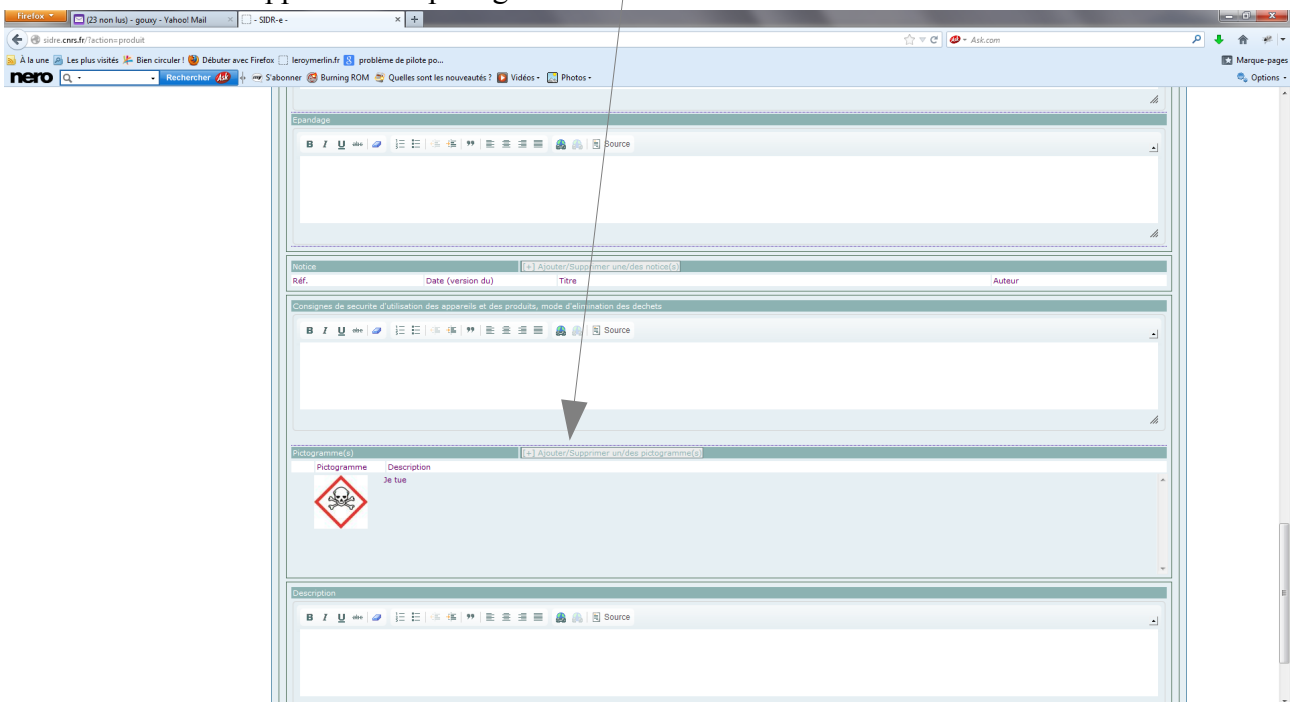 Firefox
(23 non lus) - gouxy - Yahoo! Mail
- SIDR-e -
sidre.cnrs.fr/?action=produit
Ask.com
À la une Les plus visités Bien circuler! Débuter avec Firefox leroymerlin.fr problème de pilote po... Marque-pages
nero Rechercher S'abonner Burning ROM Quelles sont les nouveautés ? Vidéos Photos Options
Epandage
B I U abc Source
Notice [+] Ajouter/Supprimer une/des notice(s)
Réf. Date (version du) Titre Auteur
Consignes de securite d'utilisation des appareils et des produits, mode d'elimination des dechets
B I U abc Source
Pictogramme(s) [+] Ajouter/Supprimer un/des pictogramme(s)
Pictogramme Description
Je tue
Description
B I U abc Source